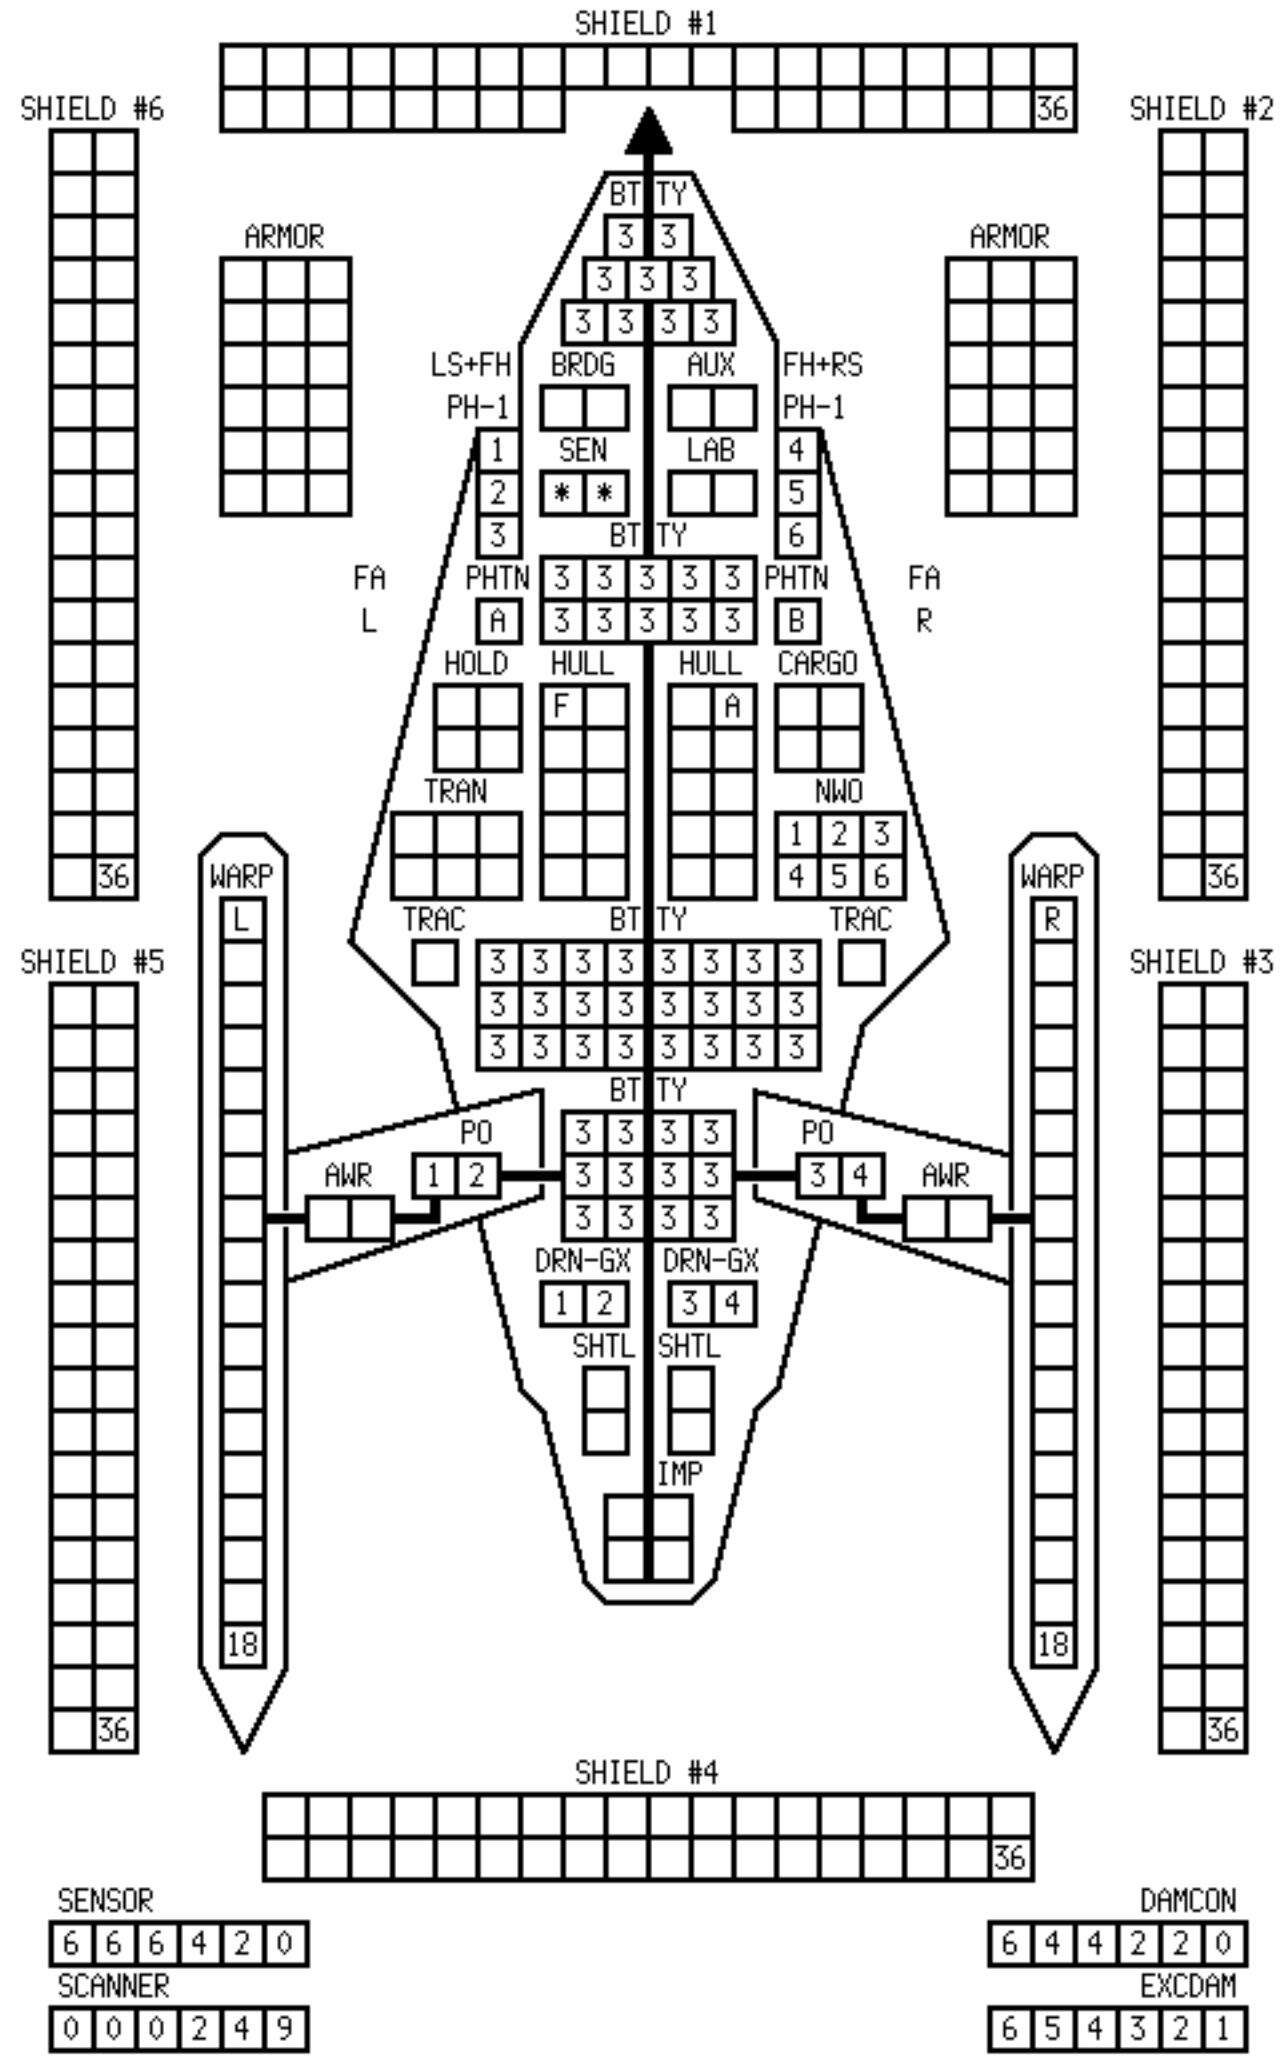 SHIELD #1
36
SHIELD #6
SHIELD #2
BT TY
ARMOR
3 3
ARMOR
3 3 3
3 3 3 3
LS+FH BRDG AUX FH+RS
PH-1 PH-1
1 SEN LAB 4
2 * * 5
3 BT TY 6
FA PHTN 3 3 3 3 3 PHTN FA
L A 3 3 3 3 3 B R
HOLD HULL HULL CARGO
F A
TRAN NWO
1 2 3
36 WARP 4 5 6 WARP 36
L TRAC BT TY TRAC R
SHIELD #5 3 3 3 3 3 3 3 3 SHIELD #3
3 3 3 3 3 3 3 3
3 3 3 3 3 3 3 3
BT TY
PO 3 3 3 3 PO
AWR 1 2 3 3 3 3 3 4 AWR
3 3 3 3
DRN-GX DRN-GX
1 2 3 4
SHTL SHTL
IMP
18 18
36 36
SHIELD #4
36
SENSOR
6 6 6 4 2 0
SCANNER
0 0 0 2 4 9
DAMCON
6 4 4 2 2 0
EXCDAM
6 5 4 3 2 1